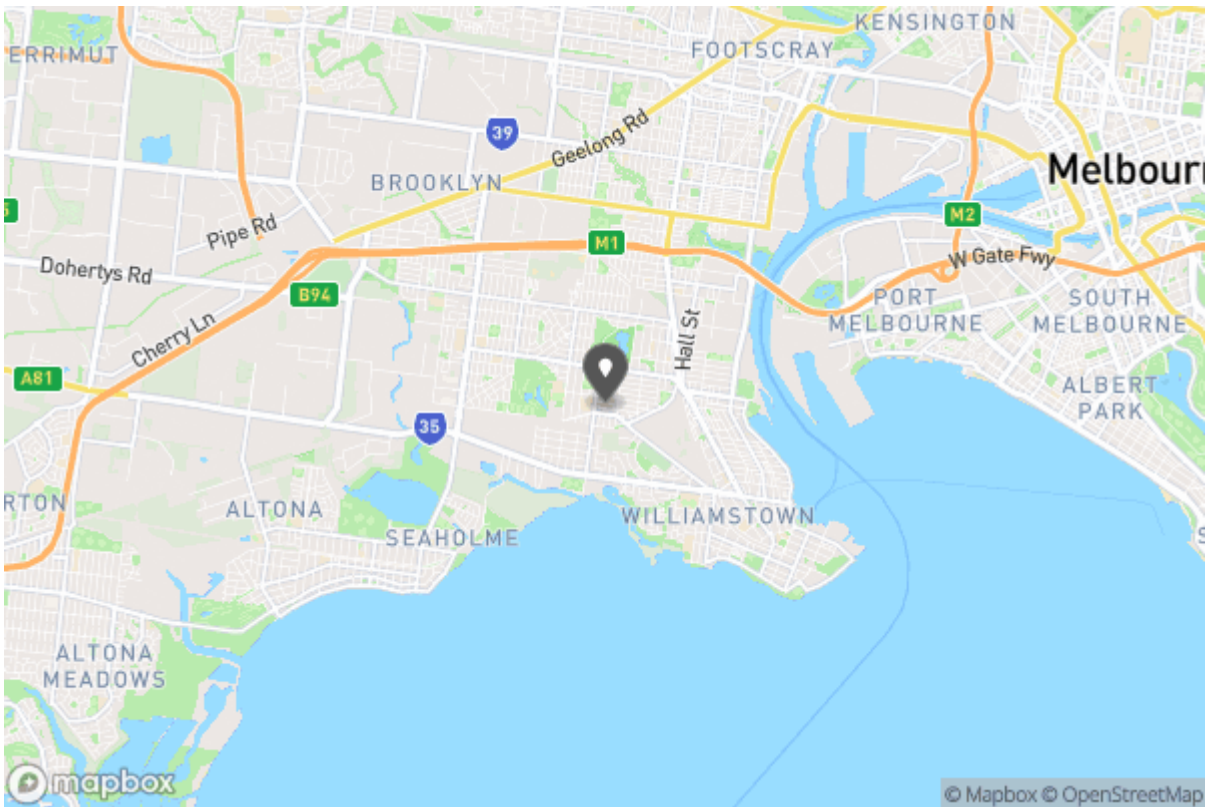 KENSINGTON
FOOTSCRAY
ERRIMUT
39
Geelong Rd
Melbourn
BROOKLYN
M2
Pipe Rd
M1
W Gate Fwy
Dohertys Rd
B94
PORT
MELBOURNE
SOUTH
MELBOURNE
Cherry Ln
Hall St
A81
ALBERT
PARK
35
RTON
ALTONA
WILLIAMSTOWN
SEAHOLME
S
ALTONA
MEADOWS
mapbox
© Mapbox © OpenStreetMap